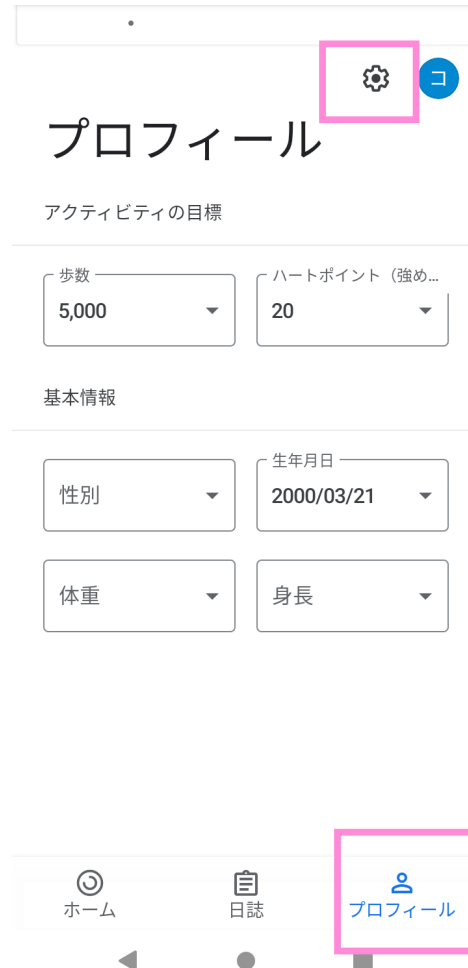 コ
プロフィール
アクティビティの目標
歩数
ハートポイント（強め...
5,000
20
基本情報
性別
生年月日
2000/03/21
体重
身長
ホーム
日誌
プロフィール